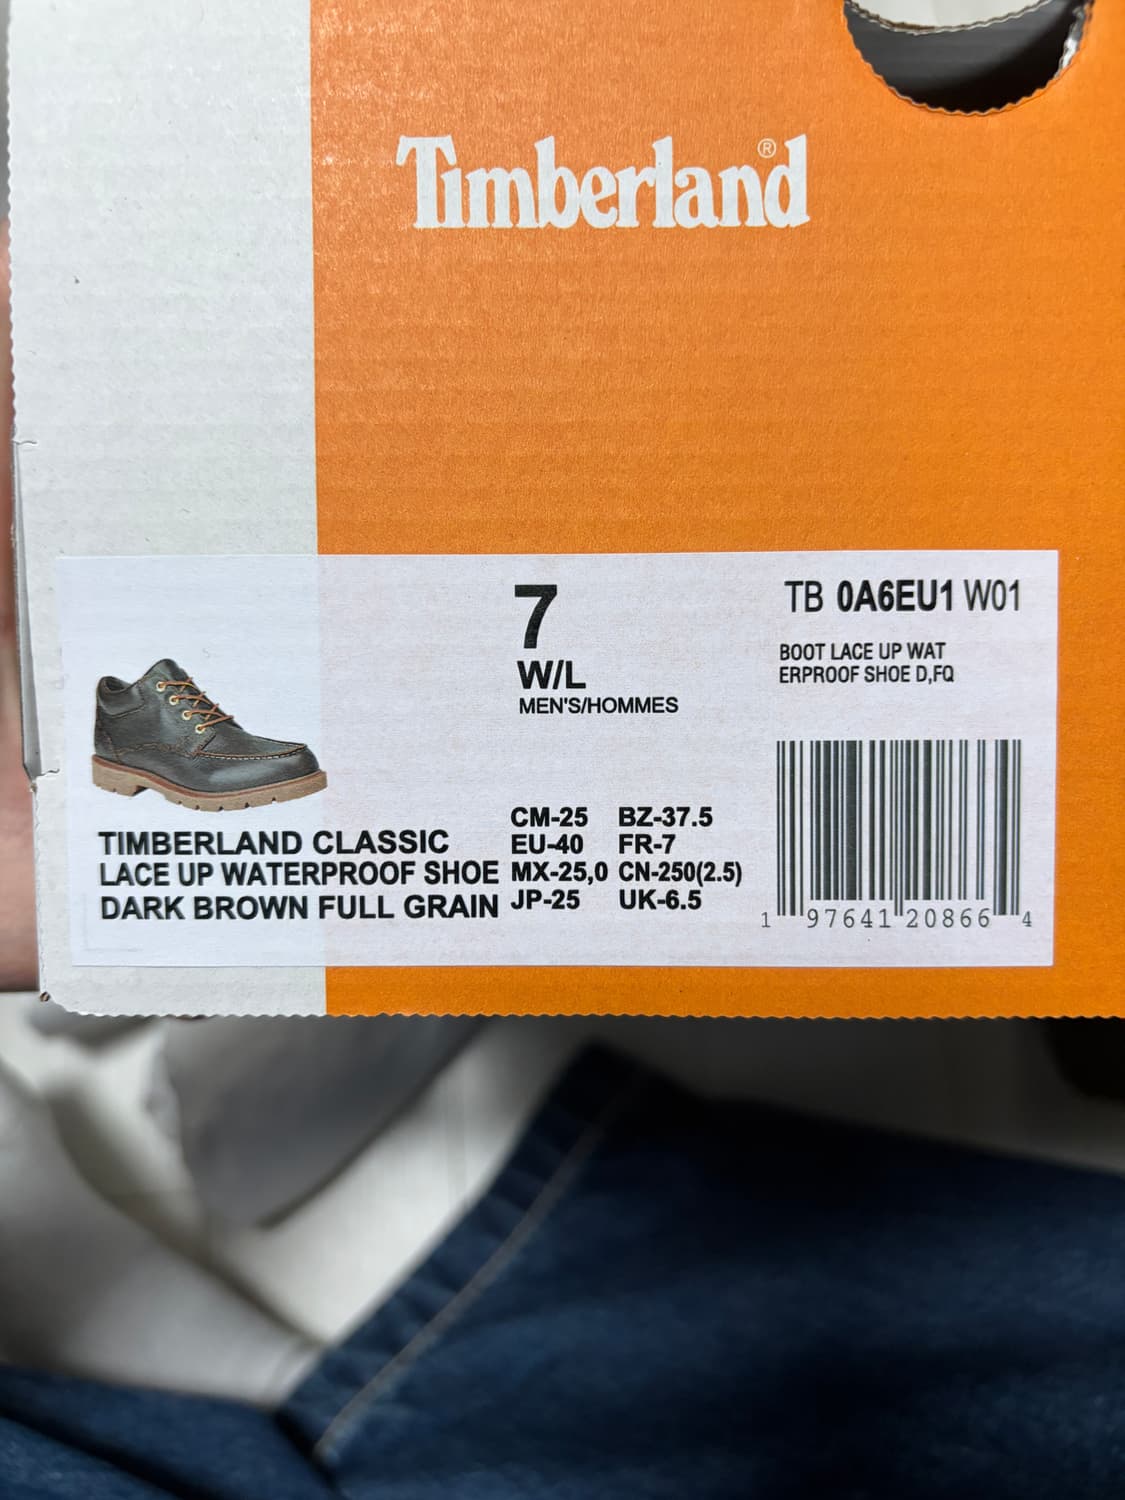 Timberland®
7
W/L
MEN'S/HOMMES
TB 0A6EU1 W01
BOOT LACE UP WAT
ERPROOF SHOE D,FQ
TIMBERLAND CLASSIC
LACE UP WATERPROOF SHOE
DARK BROWN FULL GRAIN
CM-25 BZ-37.5
EU-40 FR-7
MX-25,0 CN-250(2.5)
JP-25 UK-6.5
1 97641 20866 4